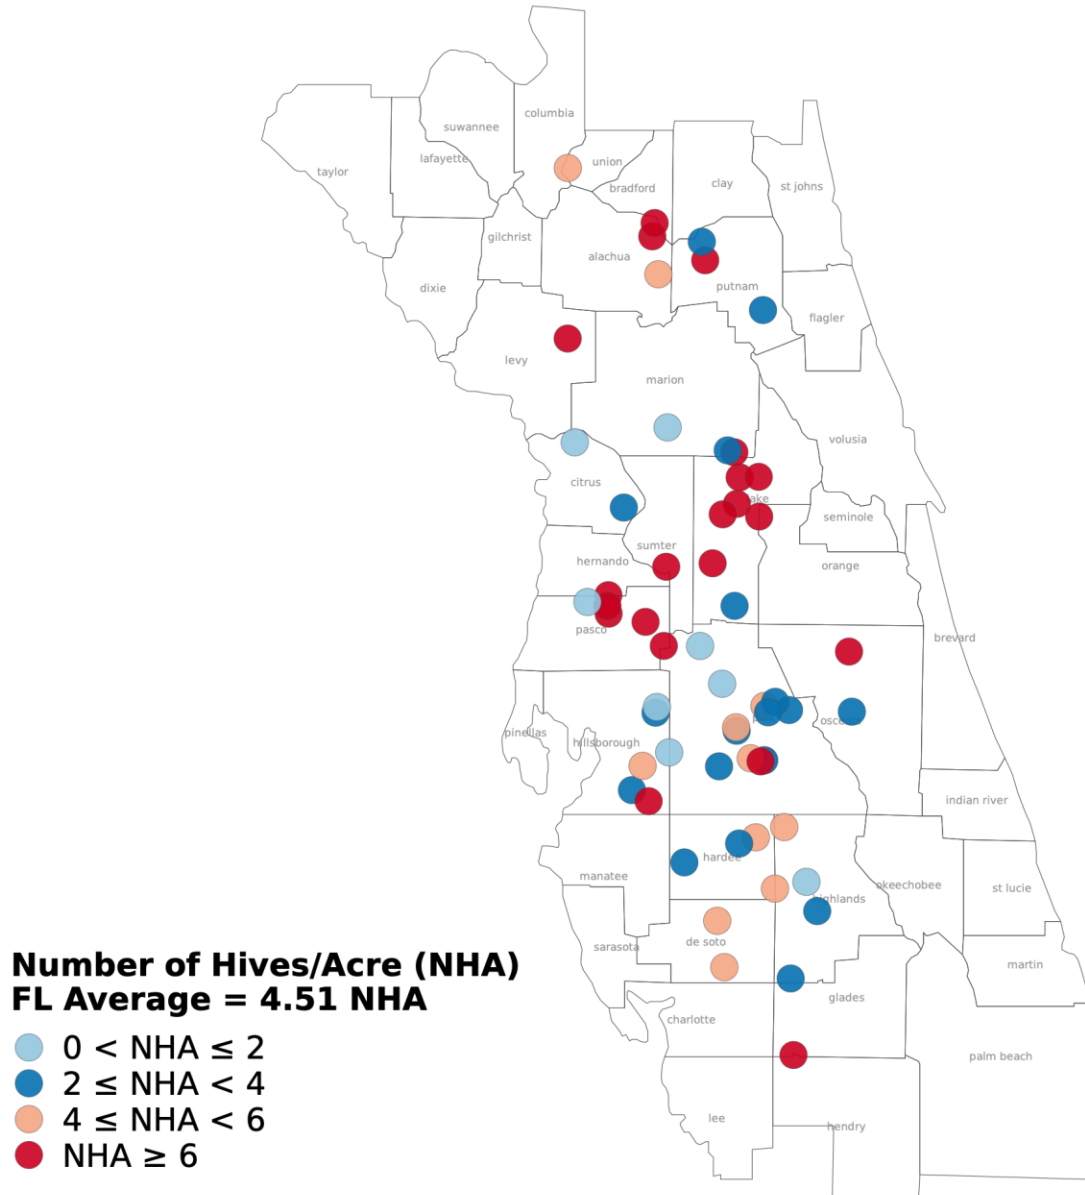 columbia
suwannee
lafayette
union
taylor
bradford
clay
st johns
gilchrist
alachua
dixie
putnam
flagler
levy
marion
volusia
citrus
ake
seminole
sumter
hernando
orange
pasco
brevard
pinellas
hillsborough
p
osce
indian river
hardee
manatee
highlands
okeechobee
st lucie
sarasota
de soto
martin
glades
charlotte
palm beach
lee
hendry
Number of Hives/Acre (NHA)
FL Average = 4.51 NHA
0 < NHA ≤ 2
2 ≤ NHA < 4
4 ≤ NHA < 6
NHA ≥ 6